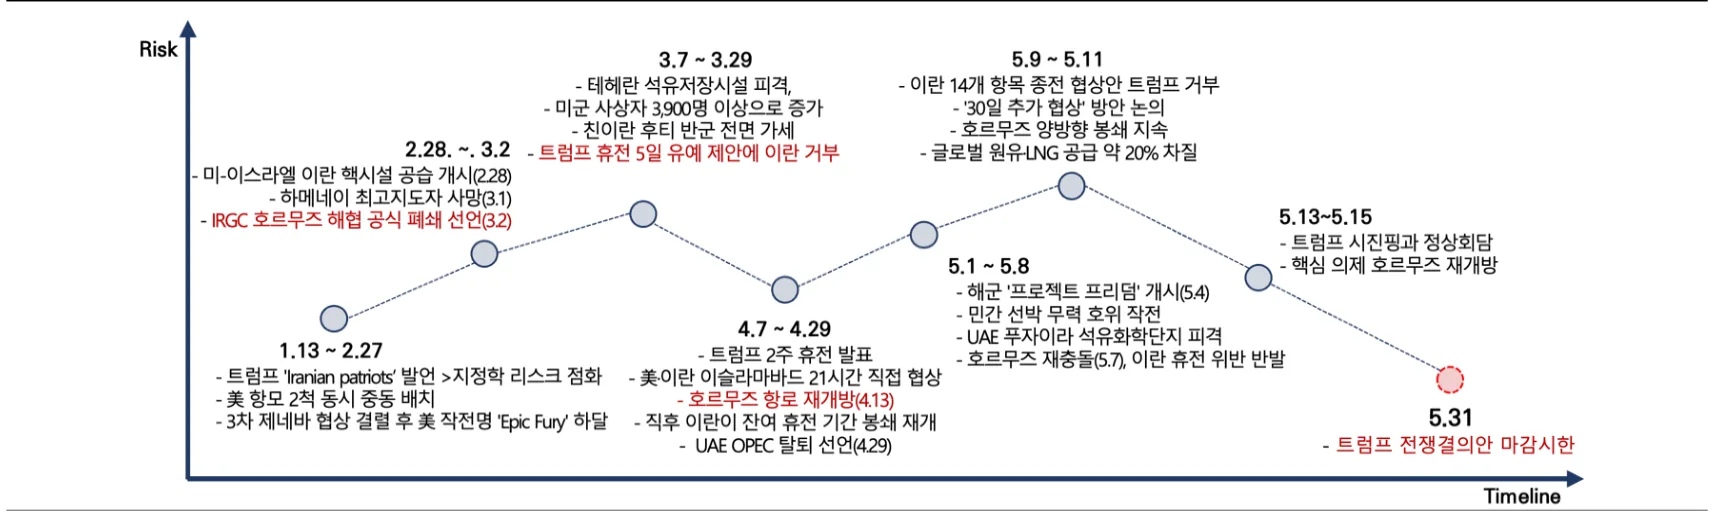 Risk
3.7 ~ 3.29
- 테헤란 석유저장시설 피격,
- 미군 사상자 3,900명 이상으로 증가
- 친이란 후티 반군 전면 가세
- 트럼프 휴전 5일 유예 제안에 이란 거부
5.9 ~ 5.11
- 이란 14개 항목 종전 협상안 트럼프 거부
- '30일 추가 협상' 방안 논의
- 호르무즈 양방향 봉쇄 지속
- 글로벌 원유·LNG 공급 약 20% 차질
2.28. ~. 3.2
- 미-이스라엘 이란 핵시설 공습 개시(2.28)
- 하메네이 최고지도자 사망(3.1)
- IRGC 호르무즈 해협 공식 폐쇄 선언(3.2)
5.13~5.15
- 트럼프 시진핑과 정상회담
- 핵심 의제 호르무즈 재개방
5.1 ~ 5.8
- 해군 '프로젝트 프리덤' 개시(5.4)
- 민간 선박 무력 호위 작전
- UAE 푸자이라 석유화학단지 피격
- 호르무즈 재충돌(5.7), 이란 휴전 위반 반발
1.13 ~ 2.27
- 트럼프 'Iranian patriots' 발언 >지정학 리스크 점화
- 美 항모 2척 동시 중동 배치
- 3차 제네바 협상 결렬 후 美 작전명 'Epic Fury' 하달
4.7 ~ 4.29
- 트럼프 2주 휴전 발표
- 美·이란 이슬라마바드 21시간 직접 협상
- 호르무즈 항로 재개방(4.13)
- 직후 이란이 잔여 휴전 기간 봉쇄 재개
- UAE OPEC 탈퇴 선언(4.29)
5.31
- 트럼프 전쟁결의안 마감시한
Timeline